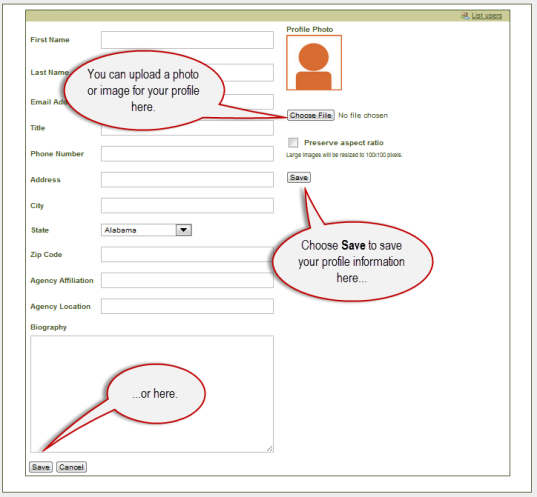 List users
First Name
Profile Photo
Last Name
You can upload a photo
or image for your profile
here.
Email Add
Choose File No file chosen
Title
Preserve aspect ratio
Phone Number
Large images will be resized to 100x100 pixels.
Address
Save
City
State Alabama
Choose Save to save
your profile information
here...
Zip Code
Agency Affiliation
Agency Location
Biography
...or here.
Save Cancel